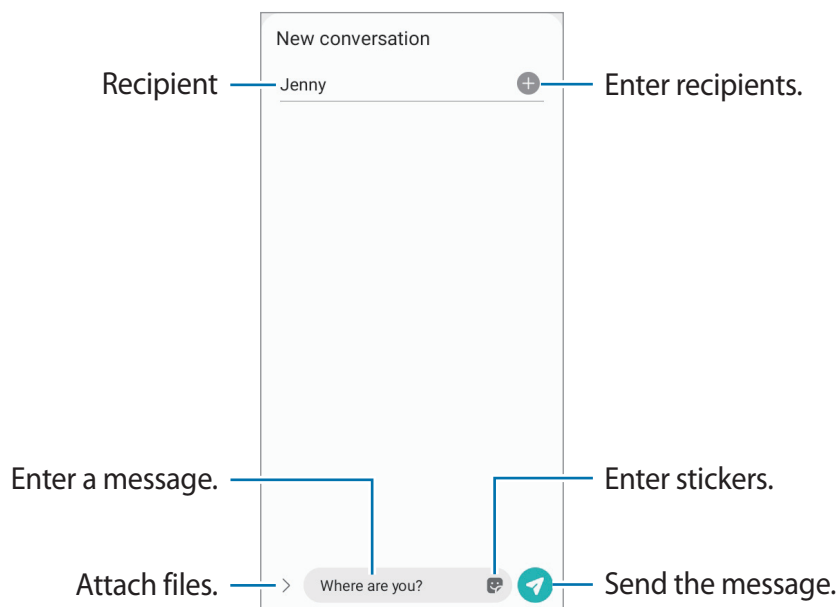 New conversation
Recipient
Jenny
Enter recipients.
Enter a message.
Enter stickers.
Attach files.
Where are you?
Send the message.